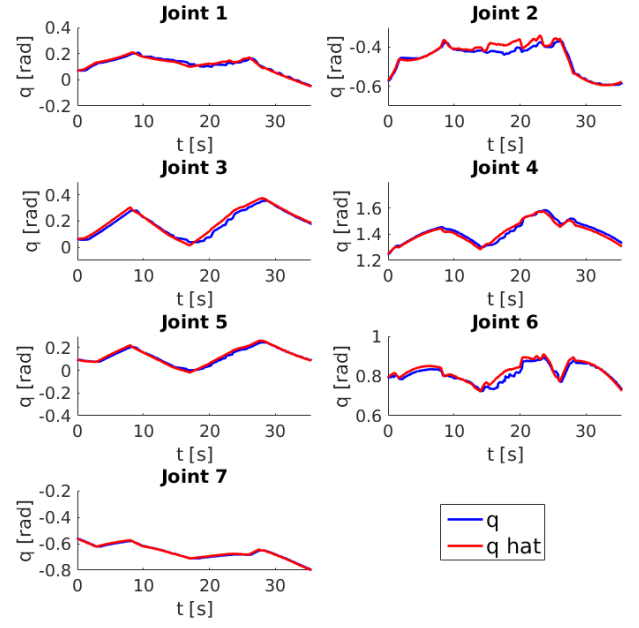 Joint 1
q [rad]
0.4
0.2
0
-0.2
0 10 20 30
t [s]
Joint 2
q [rad]
-0.4
-0.6
0 10 20 30
t [s]
Joint 3
q [rad]
0.4
0.2
0
0 10 20 30
t [s]
Joint 4
q [rad]
1.6
1.4
1.2
0 10 20 30
t [s]
Joint 5
q [rad]
0.2
0
-0.2
-0.4
0 10 20 30
t [s]
Joint 6
q [rad]
1
0.8
0.6
0 10 20 30
t [s]
Joint 7
q [rad]
-0.2
-0.4
-0.6
-0.8
0 10 20 30
t [s]
q
q hat